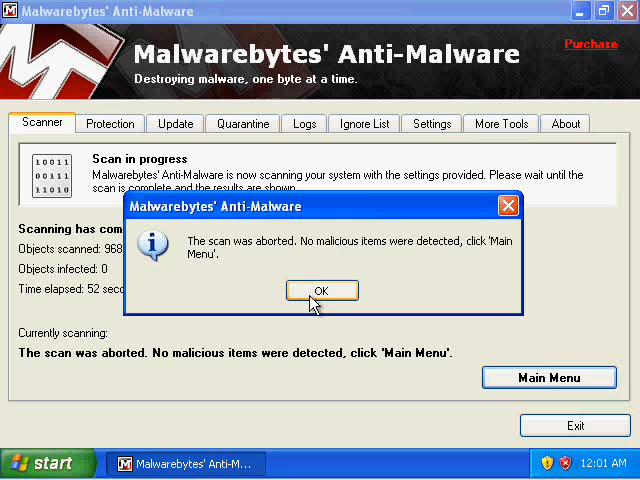 Malwarebytes' Anti-Malware
Malwarebytes' Anti-Malware
Purchase
Destroying malware, one byte at a time.
Scanner Protection Update Quarantine Logs Ignore List Settings More Tools About
10011
00111
11010
Scan in progress
Malwarebytes' Anti-Malware is now scanning your system with the settings provided. Please wait until the
scan is complete and the results are shown.
Malwarebytes' Anti-Malware
The scan was aborted. No malicious items were detected, click 'Main
Menu'.
OK
Scanning has com
Objects scanned: 968
Objects infected: 0
Time elapsed: 52 seco
Currently scanning:
The scan was aborted. No malicious items were detected, click 'Main Menu'.
Main Menu
Exit
start
Malwarebytes' Anti-M...
12:01 AM